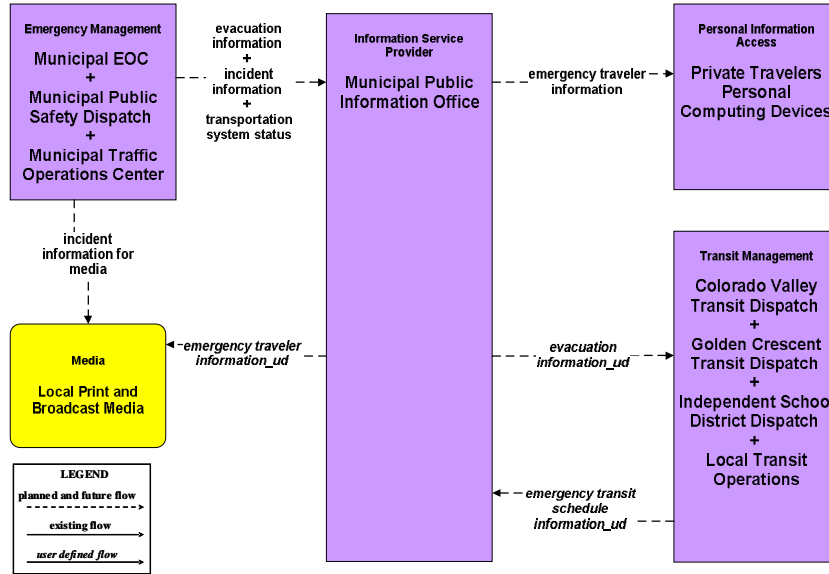 Emergency Management
Municipal EOC
+
Municipal Public
Safety Dispatch
+
Municipal Traffic
Operations Center
evacuation
information
+
incident
information
+
transportation
system status
Information Service
Provider
Municipal Public
Information Office
emergency traveler
information
Personal Information
Access
Private Travelers
Personal
Computing Devices
incident
information for
media
Media
Local Print and
Broadcast Media
emergency traveler
information_ud
evacuation
information_ud
Transit Management
Colorado Valley
Transit Dispatch
+
Golden Crescent
Transit Dispatch
+
Independent Schoo
District Dispatch
+
Local Transit
Operations
emergency transit
schedule
information_ud
LEGEND
planned and future flow
existing flow
user defined flow